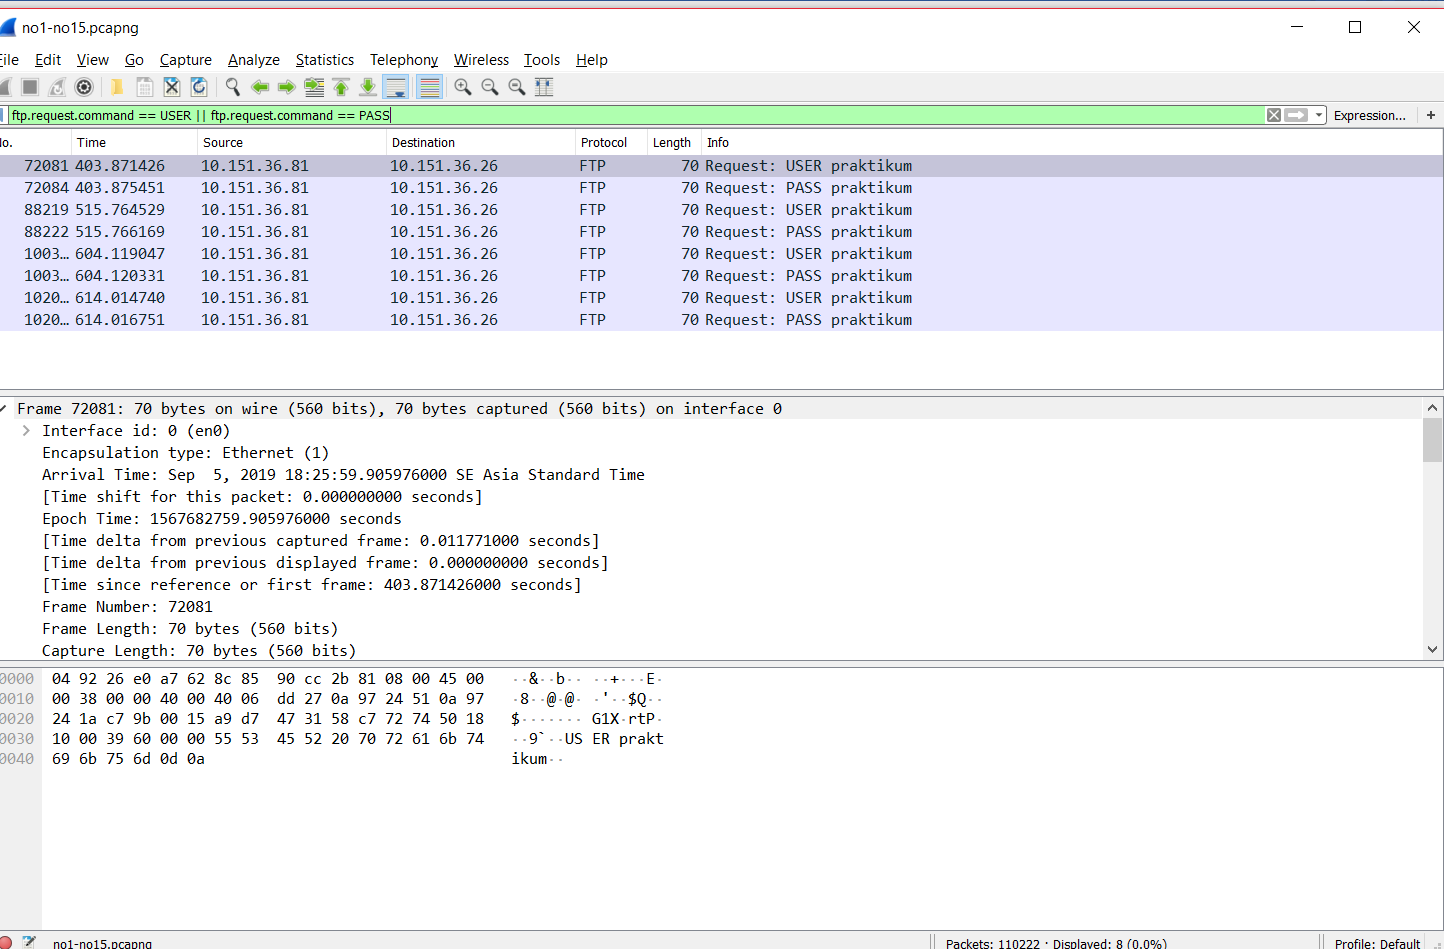 no1-no15.pcapng
File Edit View Go Capture Analyze Statistics Telephony Wireless Tools Help
ftp.request.command == USER || ftp.request.command == PASS
Expression... +
No. Time Source Destination Protocol Length Info
72081 403.871426 10.151.36.81 10.151.36.26 FTP 70 Request: USER praktikum
72084 403.875451 10.151.36.81 10.151.36.26 FTP 70 Request: PASS praktikum
88219 515.764529 10.151.36.81 10.151.36.26 FTP 70 Request: USER praktikum
88222 515.766169 10.151.36.81 10.151.36.26 FTP 70 Request: PASS praktikum
1003… 604.119047 10.151.36.81 10.151.36.26 FTP 70 Request: USER praktikum
1003… 604.120331 10.151.36.81 10.151.36.26 FTP 70 Request: PASS praktikum
1020… 614.014740 10.151.36.81 10.151.36.26 FTP 70 Request: USER praktikum
1020… 614.016751 10.151.36.81 10.151.36.26 FTP 70 Request: PASS praktikum
Frame 72081: 70 bytes on wire (560 bits), 70 bytes captured (560 bits) on interface 0
Interface id: 0 (en0)
Encapsulation type: Ethernet (1)
Arrival Time: Sep  5, 2019 18:25:59.905976000 SE Asia Standard Time
[Time shift for this packet: 0.000000000 seconds]
Epoch Time: 1567682759.905976000 seconds
[Time delta from previous captured frame: 0.011771000 seconds]
[Time delta from previous displayed frame: 0.000000000 seconds]
[Time since reference or first frame: 403.871426000 seconds]
Frame Number: 72081
Frame Length: 70 bytes (560 bits)
Capture Length: 70 bytes (560 bits)
0000 04 92 26 e0 a7 62 8c 85 90 cc 2b 81 08 00 45 00 ··&··b·· ··+···E·
0010 00 38 00 00 40 00 40 06 dd 27 0a 97 24 51 0a 97 ·8··@·@· ·'··$Q··
0020 24 1a c7 9b 00 15 a9 d7 47 31 58 c7 72 74 50 18 $······· G1X·rtP·
0030 10 00 39 60 00 00 55 53 45 52 20 70 72 61 6b 74 ··9`··US ER prakt
0040 69 6b 75 6d 0d 0a ikum··
no1-no15.pcapng
Packets: 110222 · Displayed: 8 (0.0%)
Profile: Default